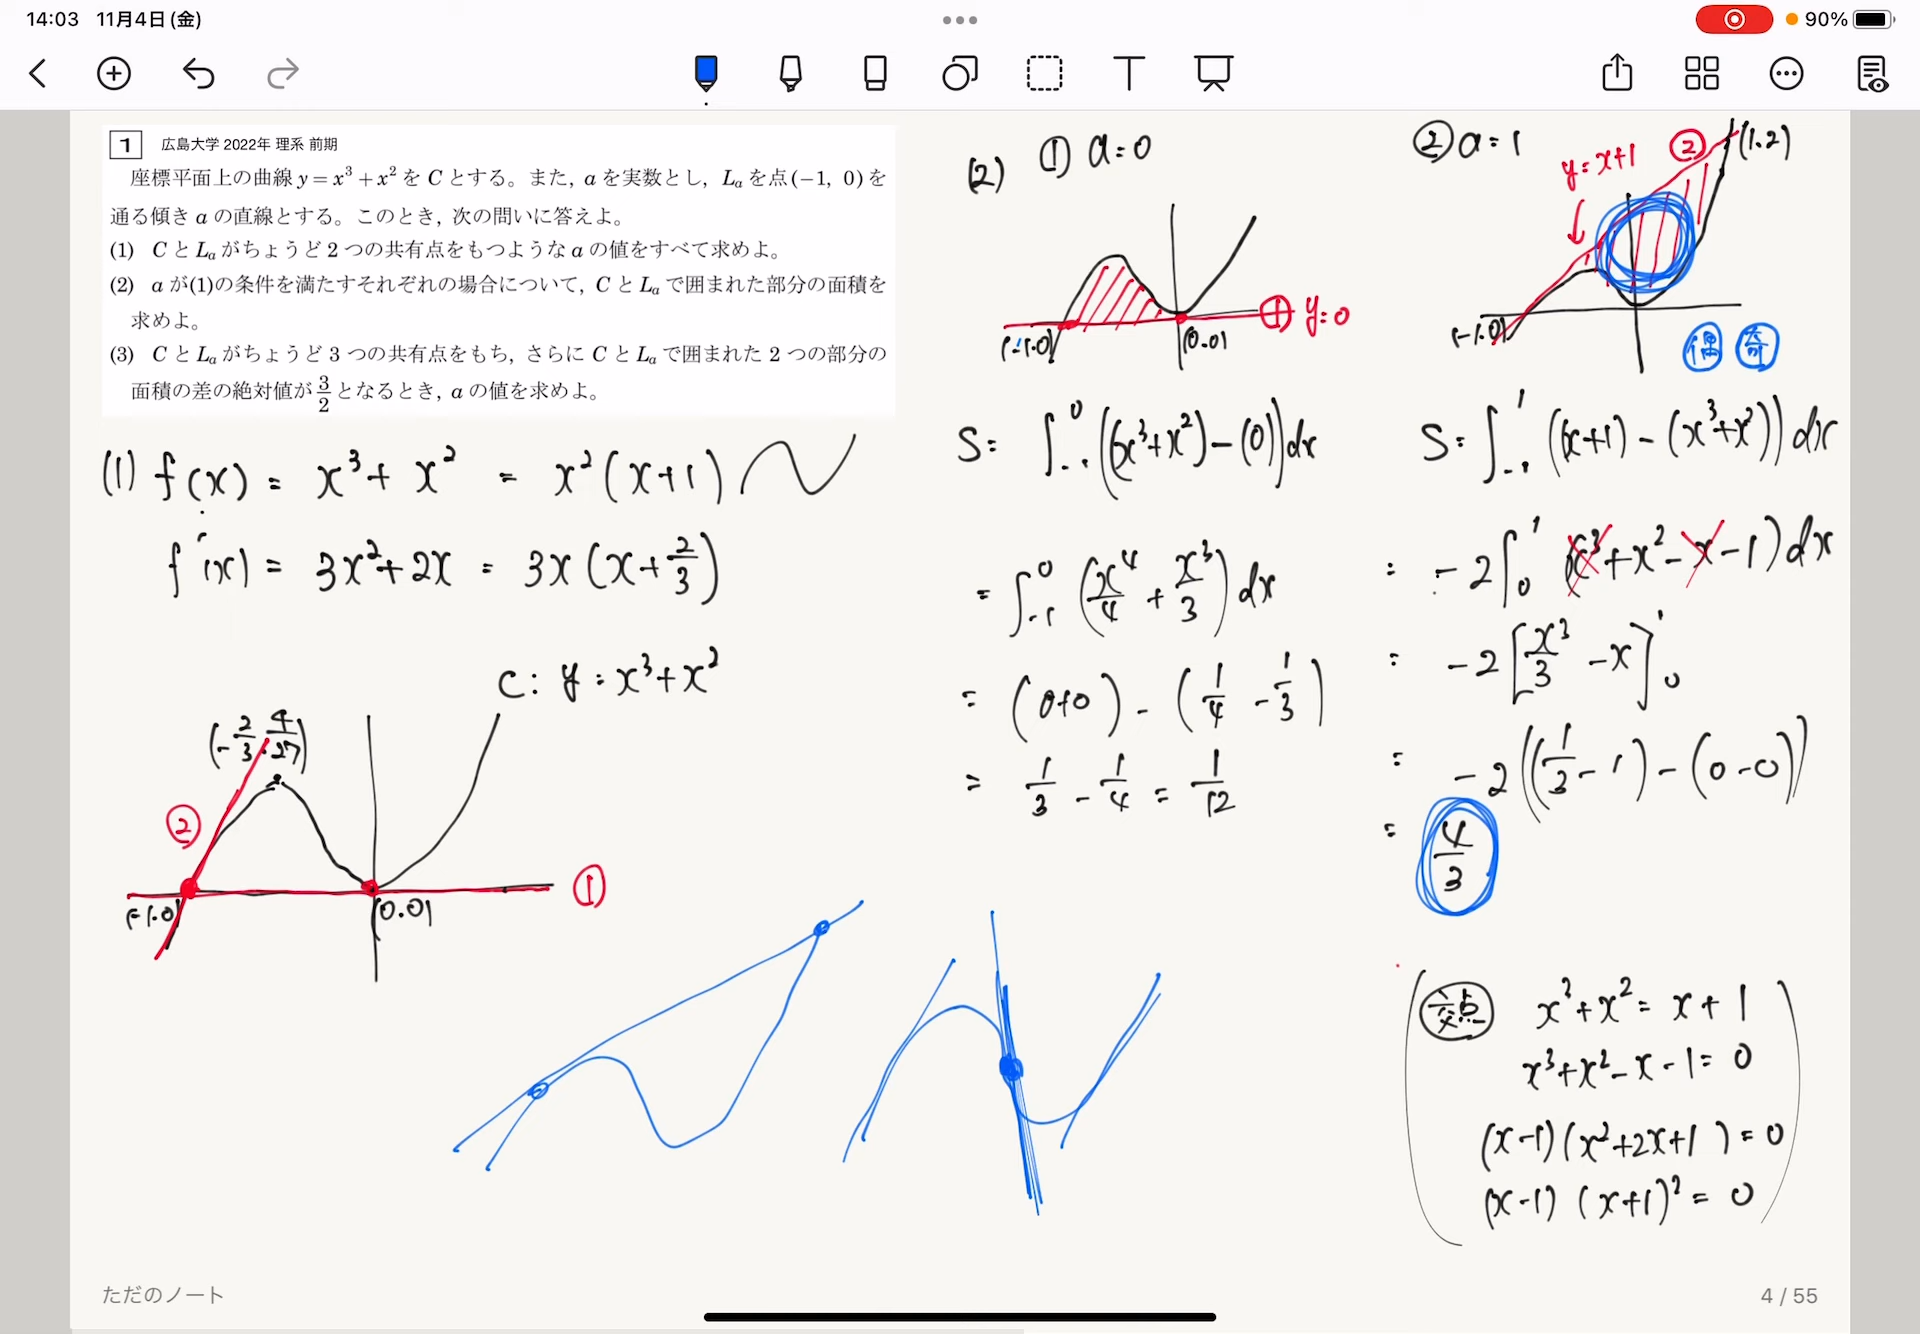 14:03 11月4日(金)
90%
1 広島大学 2022年 理系 前期
座標平面上の曲線 y=x³+x² を C とする。また, a を実数とし, Lₐ を点(−1, 0)を
通る傾き a の直線とする。このとき, 次の問いに答えよ。
(1) C と Lₐ がちょうど 2 つの共有点をもつような a の値をすべて求めよ。
(2) a が(1)の条件を満たすそれぞれの場合について, C と Lₐ で囲まれた部分の面積を
求めよ。
(3) C と Lₐ がちょうど 3 つの共有点をもち, さらに C と Lₐ で囲まれた 2 つの部分の
面積の差の絶対値が 3/2 となるとき, a の値を求めよ。
(1) f(x) = x³+x² = x²(x+1)
f'(x) = 3x²+2x = 3x(x+2/3)
C: y=x³+x²
(-2/3, 4/27)
②
①
(-1.0)
(0.0)
(2) ① a=0
① y=0
(-1.0)
(0.0)
S= ∫₋₁⁰ ((x³+x²)-(0))dx
= ∫₋₁⁰ (x⁴/4 + x³/3) dx
= (0+0) - (1/4 - 1/3)
= 1/3 - 1/4 = 1/12
② a=1
y=x+1
②
(1.2)
(-1.0)
偶 奇
S= ∫₋₁¹ ((x+1)-(x³+x²))dx
= -2∫₀¹ (x³+x²-x-1)dx
= -2[x³/3 -x]₀¹
= -2((1/3-1)-(0-0))
= 4/3
交点 x³+x²=x+1
x³+x²-x-1=0
(x-1)(x²+2x+1)=0
(x-1)(x+1)²=0
ただのノート
4 / 55